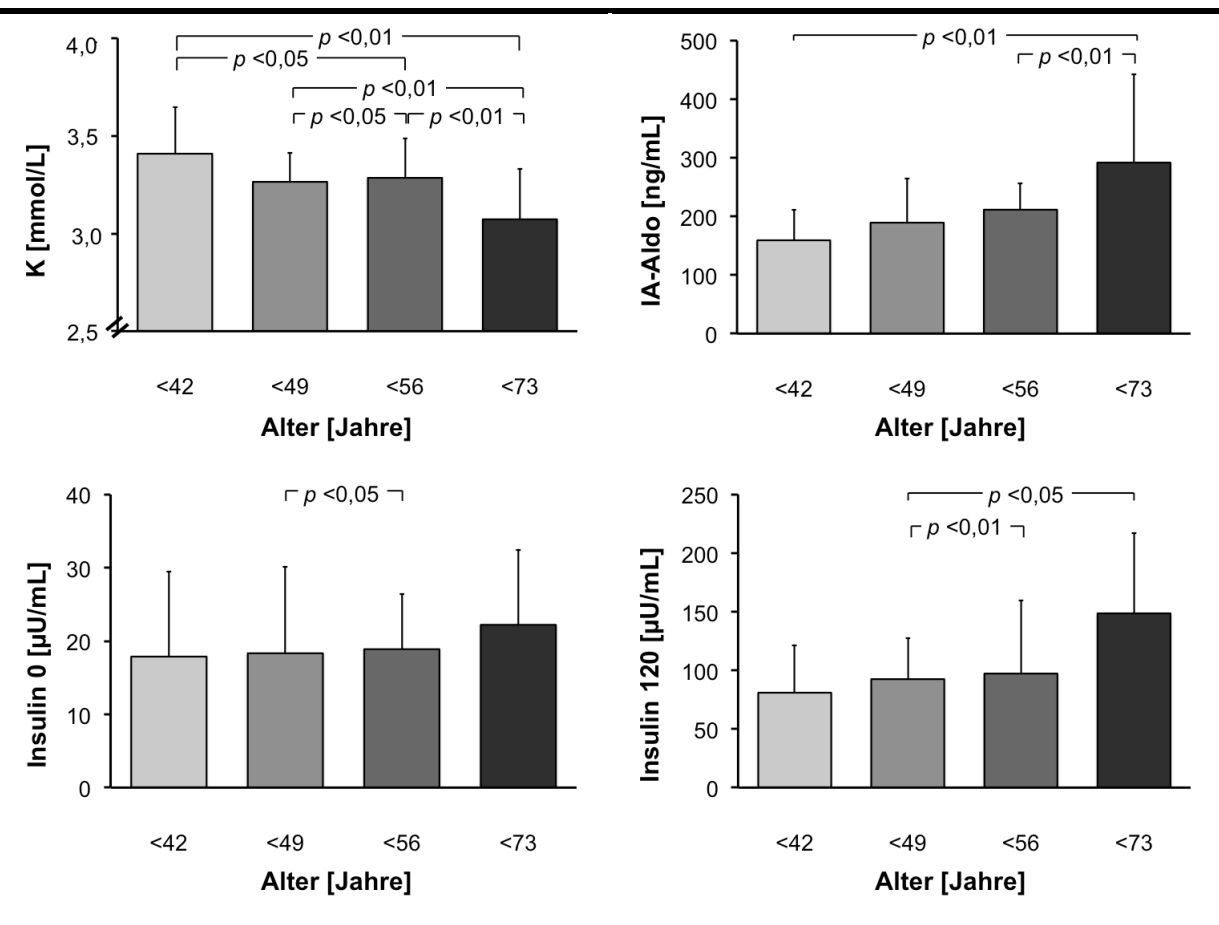 4,0
p <0,01
p <0,05
p <0,01
3,5
p <0,05
p <0,01
3,0
2,5
K [mmol/L]
<42 <49 <56 <73
Alter [Jahre]
500
p <0,01
p <0,01
400
300
200
100
0
IA-Aldo [ng/mL]
<42 <49 <56 <73
Alter [Jahre]
40
p <0,05
30
20
10
0
Insulin 0 [µU/mL]
<42 <49 <56 <73
Alter [Jahre]
250
p <0,05
p <0,01
200
150
100
50
0
Insulin 120 [µU/mL]
<42 <49 <56 <73
Alter [Jahre]